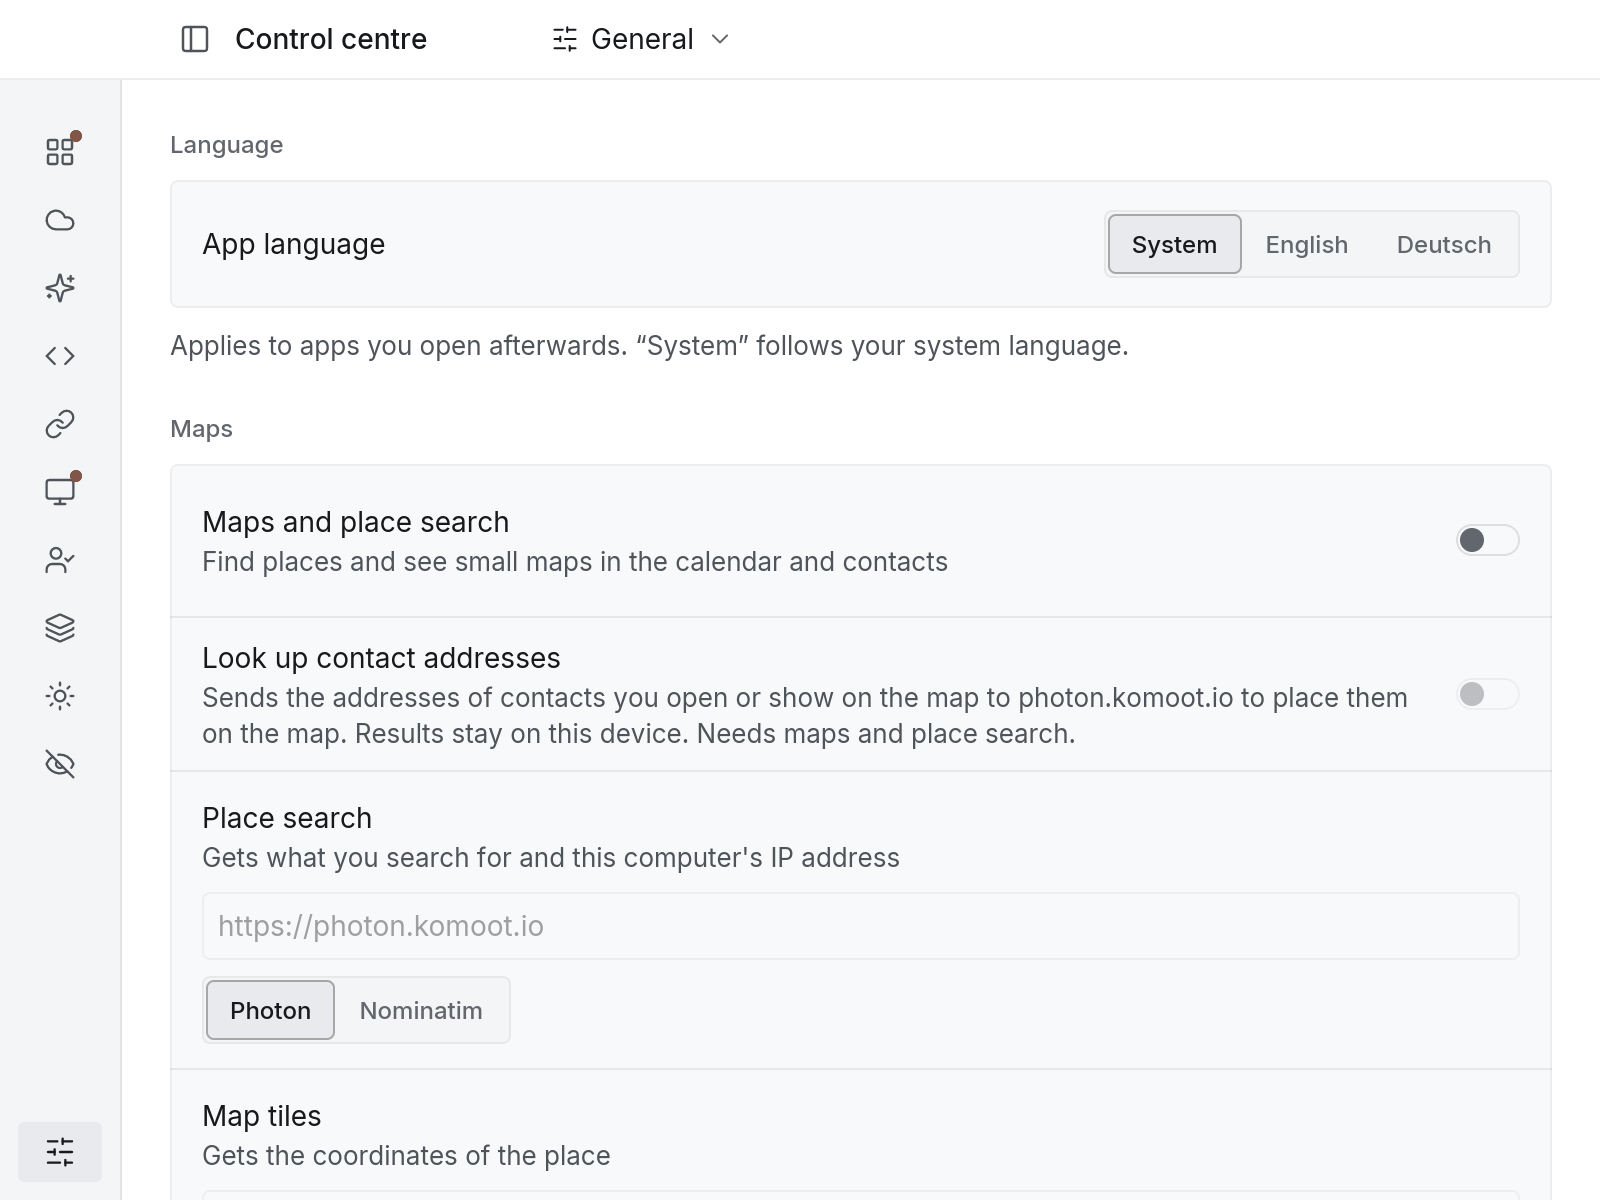 Control centre
General
Language
App language
System
English
Deutsch
Applies to apps you open afterwards. “System” follows your system language.
Maps
Maps and place search
Find places and see small maps in the calendar and contacts
Look up contact addresses
Sends the addresses of contacts you open or show on the map to photon.komoot.io to place them
on the map. Results stay on this device. Needs maps and place search.
Place search
Gets what you search for and this computer's IP address
https://photon.komoot.io
Photon
Nominatim
Map tiles
Gets the coordinates of the place